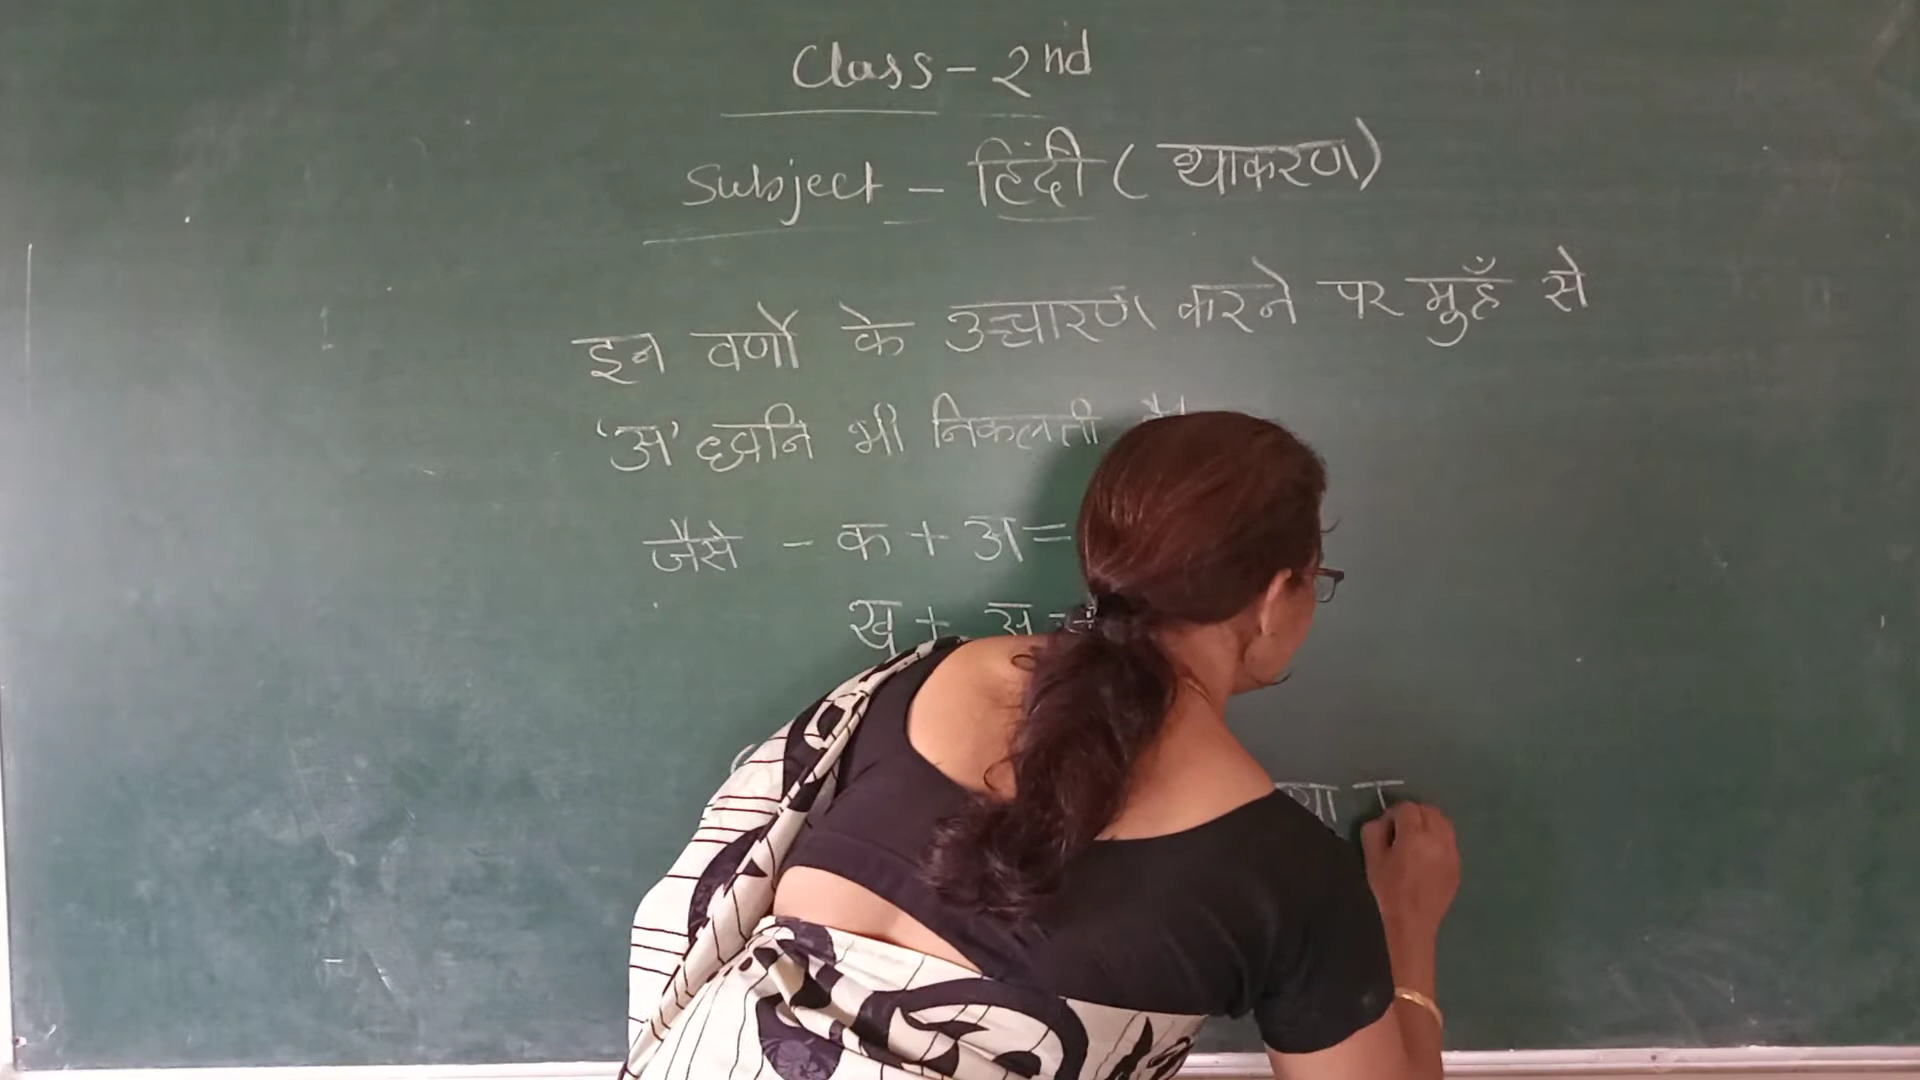 Class - 2nd
Subject - हिंदी ( व्याकरण)
इन वर्णों के उच्चारण करने पर मुहँ से
'अ' ध्वनि भी निकलती है
जैसे - क + अ =
ख + अ =